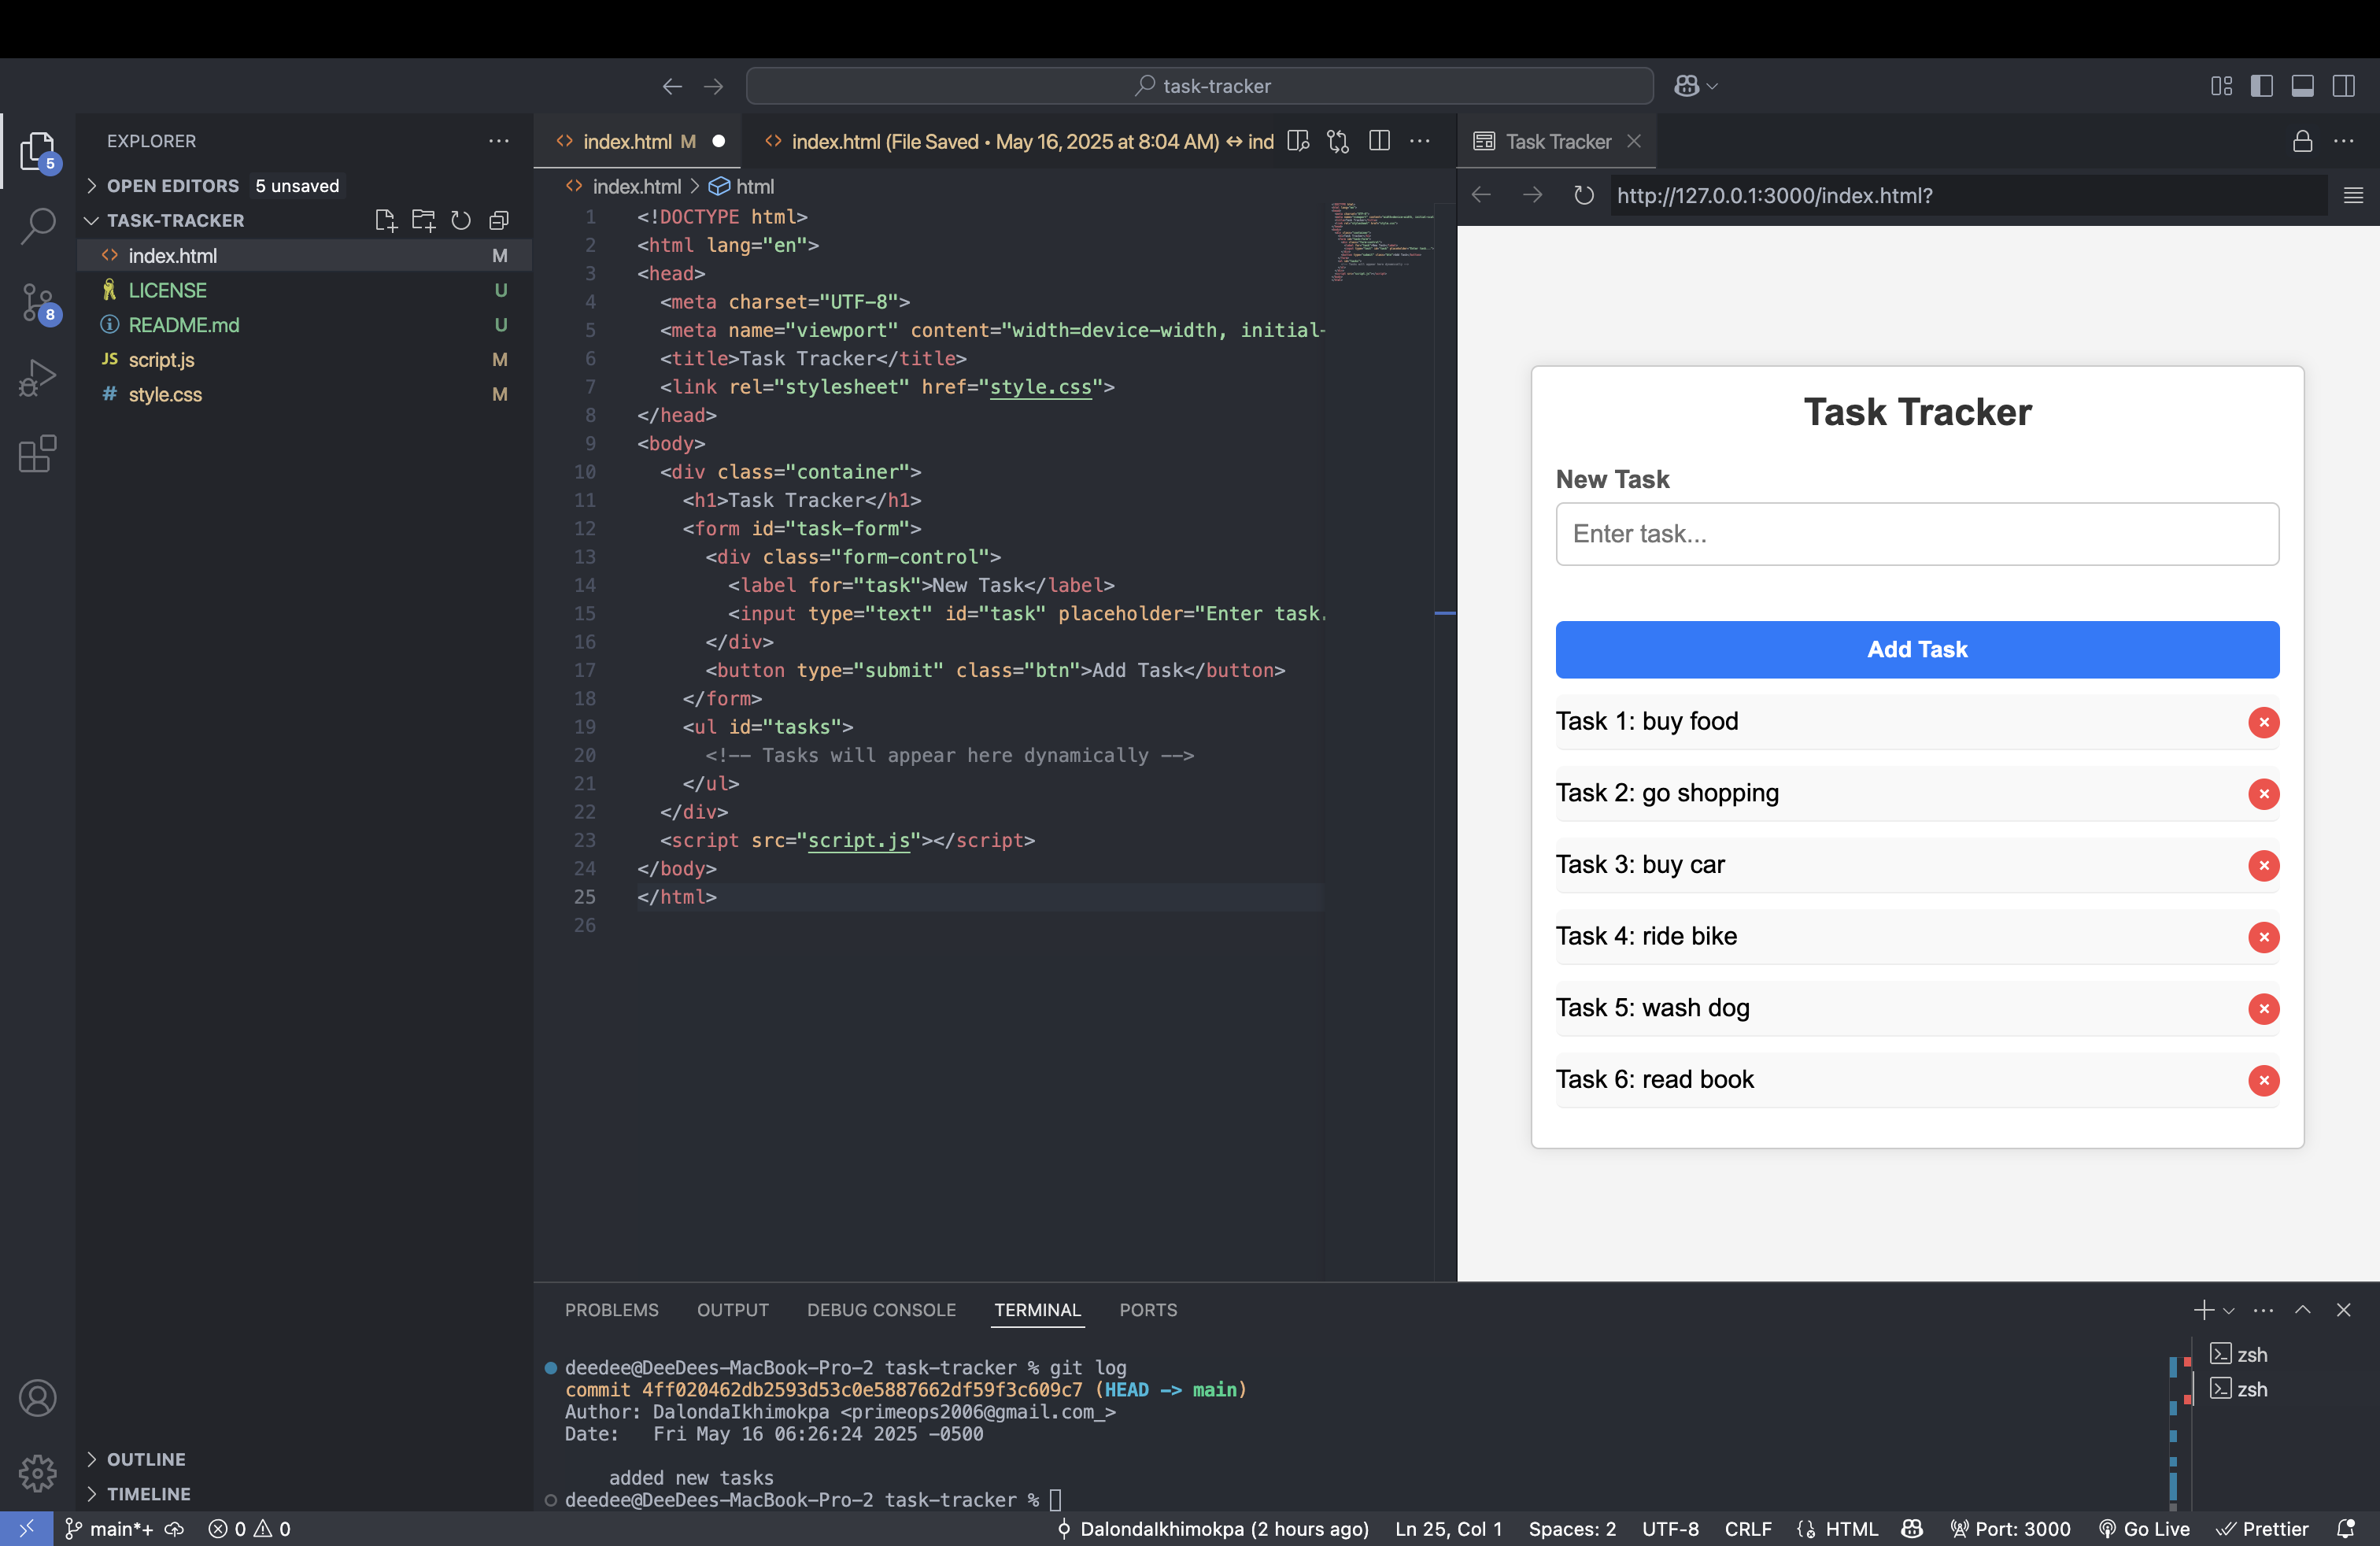 task-tracker
EXPLORER
OPEN EDITORS 5 unsaved
TASK-TRACKER
index.html M
LICENSE U
README.md U
JS script.js M
# style.css M
OUTLINE
TIMELINE
5
8
index.html M
index.html (File Saved • May 16, 2025 at 8:04 AM) ↔ ind
index.html > html
1 <!DOCTYPE html>
2 <html lang="en">
3 <head>
4 <meta charset="UTF-8">
5 <meta name="viewport" content="width=device-width, initial-
6 <title>Task Tracker</title>
7 <link rel="stylesheet" href="style.css">
8 </head>
9 <body>
10 <div class="container">
11 <h1>Task Tracker</h1>
12 <form id="task-form">
13 <div class="form-control">
14 <label for="task">New Task</label>
15 <input type="text" id="task" placeholder="Enter task.
16 </div>
17 <button type="submit" class="btn">Add Task</button>
18 </form>
19 <ul id="tasks">
20 <!-- Tasks will appear here dynamically -->
21 </ul>
22 </div>
23 <script src="script.js"></script>
24 </body>
25 </html>
26
Task Tracker
http://127.0.0.1:3000/index.html?
Task Tracker
New Task
Enter task...
Add Task
Task 1: buy food
Task 2: go shopping
Task 3: buy car
Task 4: ride bike
Task 5: wash dog
Task 6: read book
PROBLEMS OUTPUT DEBUG CONSOLE TERMINAL PORTS
deedee@DeeDees-MacBook-Pro-2 task-tracker % git log
commit 4ff020462db2593d53c0e5887662df59f3c609c7 (HEAD -> main)
Author: DalondaIkhimokpa <primeops2006@gmail.com_>
Date: Fri May 16 06:26:24 2025 -0500
added new tasks
deedee@DeeDees-MacBook-Pro-2 task-tracker %
zsh
zsh
main*+ 0 0 DalondaIkhimokpa (2 hours ago) Ln 25, Col 1 Spaces: 2 UTF-8 CRLF HTML Port: 3000 Go Live Prettier